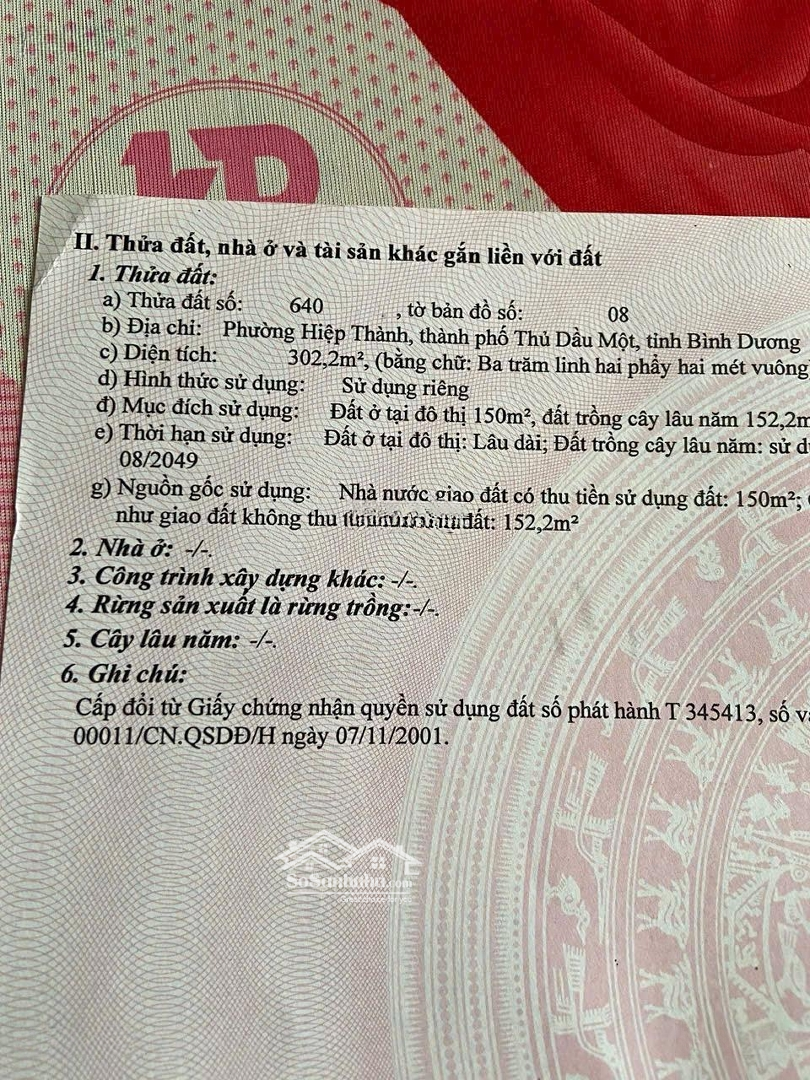 II. Thửa đất, nhà ở và tài sản khác gắn liền với đất
1. Thửa đất:
a) Thửa đất số: 640 , tờ bản đồ số: 08
b) Địa chỉ: Phường Hiệp Thành, thành phố Thủ Dầu Một, tỉnh Bình Dương
c) Diện tích: 302,2m², (bằng chữ: Ba trăm linh hai phẩy hai mét vuông
d) Hình thức sử dụng: Sử dụng riêng
đ) Mục đích sử dụng: Đất ở tại đô thị 150m², đất trồng cây lâu năm 152,2m
e) Thời hạn sử dụng: Đất ở tại đô thị: Lâu dài; Đất trồng cây lâu năm: sử
08/2049
g) Nguồn gốc sử dụng: Nhà nước giao đất có thu tiền sử dụng đất: 150m²;
như giao đất không thu đất: 152,2m²
2. Nhà ở: -/-.
3. Công trình xây dựng khác: -/-.
4. Rừng sản xuất là rừng trồng:-/-.
5. Cây lâu năm: -/-.
6. Ghi chú:
Cấp đổi từ Giấy chứng nhận quyền sử dụng đất số phát hành T 345413, số
00011/CN.QSDĐ/H ngày 07/11/2001.